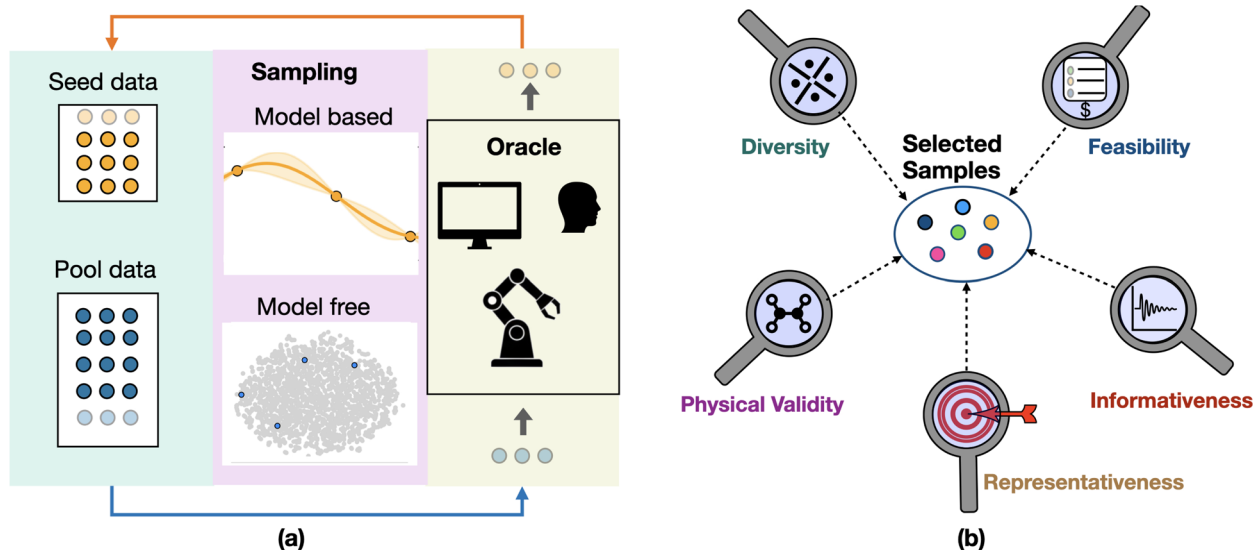 Seed data
Pool data
Sampling
Model based
Model free
Oracle
(a)
Diversity
$
Feasibility
Selected
Samples
Physical Validity
Informativeness
Representativeness
(b)